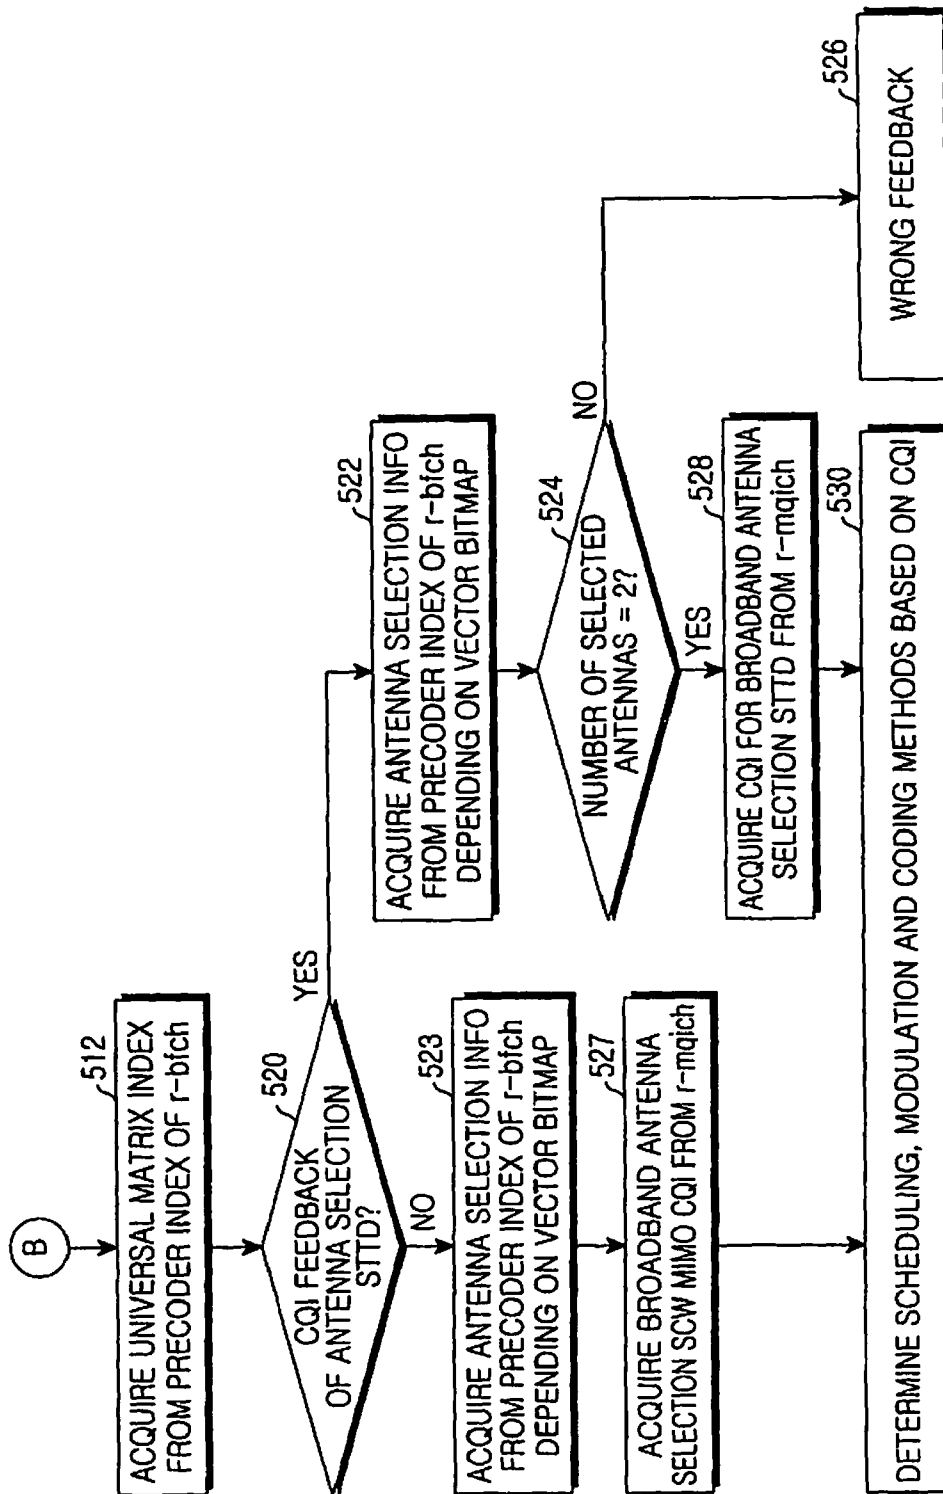 B
512
ACQUIRE UNIVERSAL MATRIX INDEX
FROM PRECODER INDEX OF r-bfch
520
CQI FEEDBACK
OF ANTENNA SELECTION
STTD?
YES
NO
522
ACQUIRE ANTENNA SELECTION INFO
FROM PRECODER INDEX OF r-bfch
DEPENDING ON VECTOR BITMAP
523
ACQUIRE ANTENNA SELECTION INFO
FROM PRECODER INDEX OF r-bfch
DEPENDING ON VECTOR BITMAP
524
NUMBER OF SELECTED
ANTENNAS = 2?
NO
YES
526
WRONG FEEDBACK
527
ACQUIRE BROADBAND ANTENNA
SELECTION SCW MIMO CQI FROM r-mqich
528
ACQUIRE CQI FOR BROADBAND ANTENNA
SELECTION STTD FROM r-mqich
530
DETERMINE SCHEDULING, MODULATION AND CODING METHODS BASED ON CQI